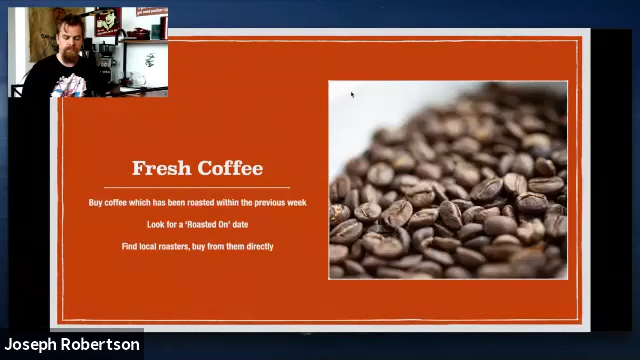 Fresh Coffee
Buy coffee which has been roasted within the previous week
Look for a 'Roasted On' date
Find local roasters, buy from them directly
Joseph Robertson